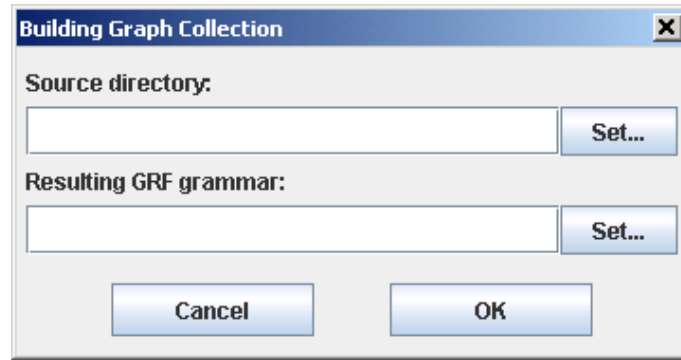 Building Graph Collection
Source directory:
Set...
Resulting GRF grammar:
Set...
Cancel OK